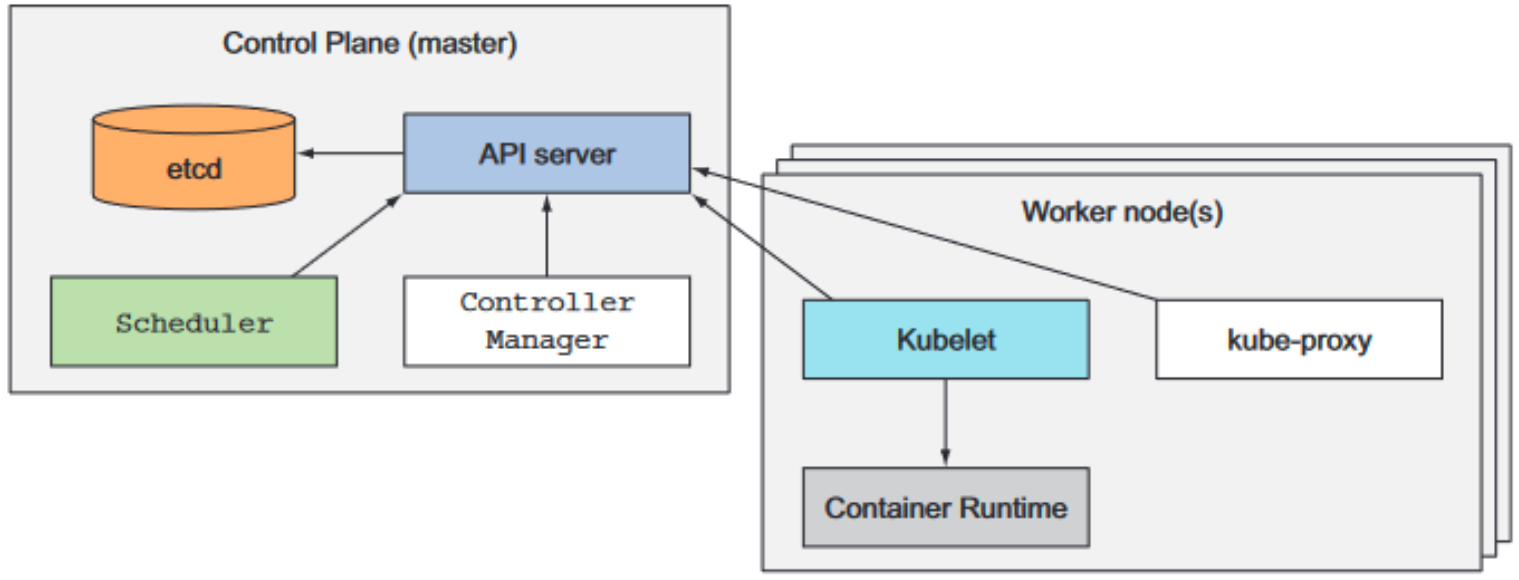 Control Plane (master)
etcd
API server
Scheduler
Controller
Manager
Worker node(s)
Kubelet
kube-proxy
Container Runtime